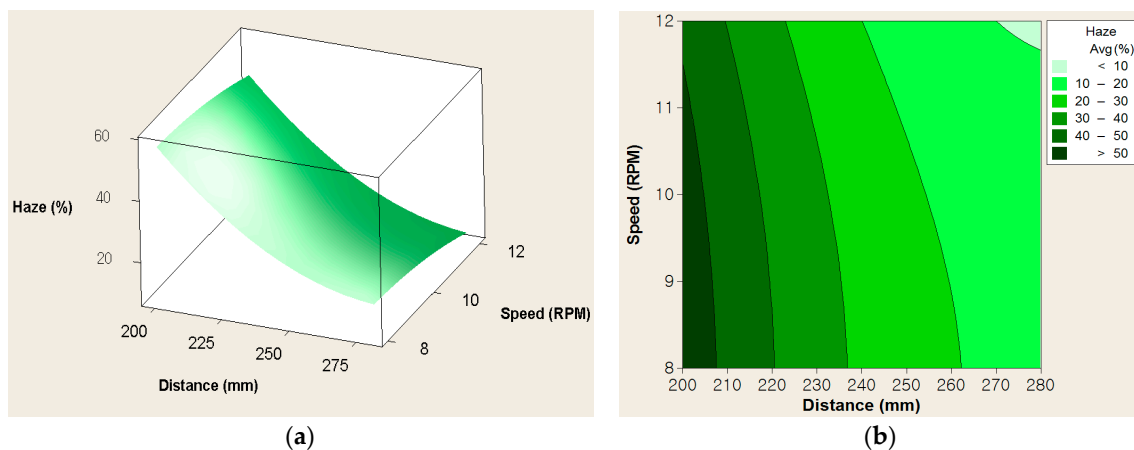 60
40
20
Haze (%)
200
225
250
275
Distance (mm)
8
10
12
Speed (RPM)
(a)
12
11
10
9
8
Speed (RPM)
200 210 220 230 240 250 260 270 280
Distance (mm)
Haze
Avg (%)
< 10
10 – 20
20 – 30
30 – 40
40 – 50
> 50
(b)